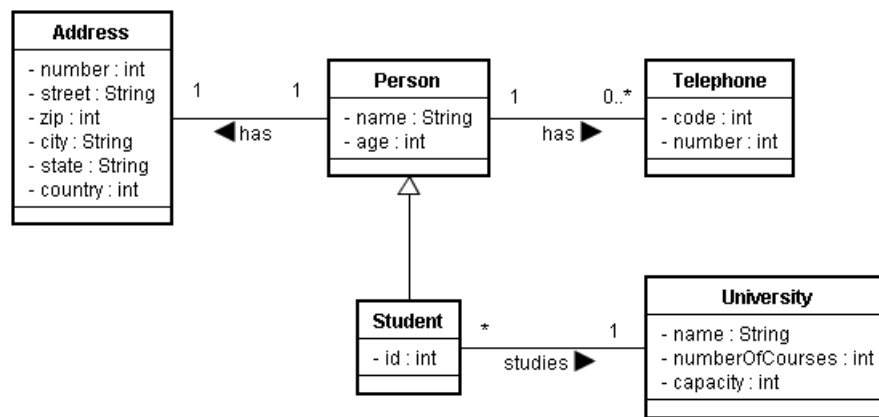 Address
- number : int
- street : String
- zip : int
- city : String
- state : String
- country : int
1
1
has
Person
- name : String
- age : int
1
0..*
has
Telephone
- code : int
- number : int
Student
- id : int
*
1
studies
University
- name : String
- numberOfCourses : int
- capacity : int